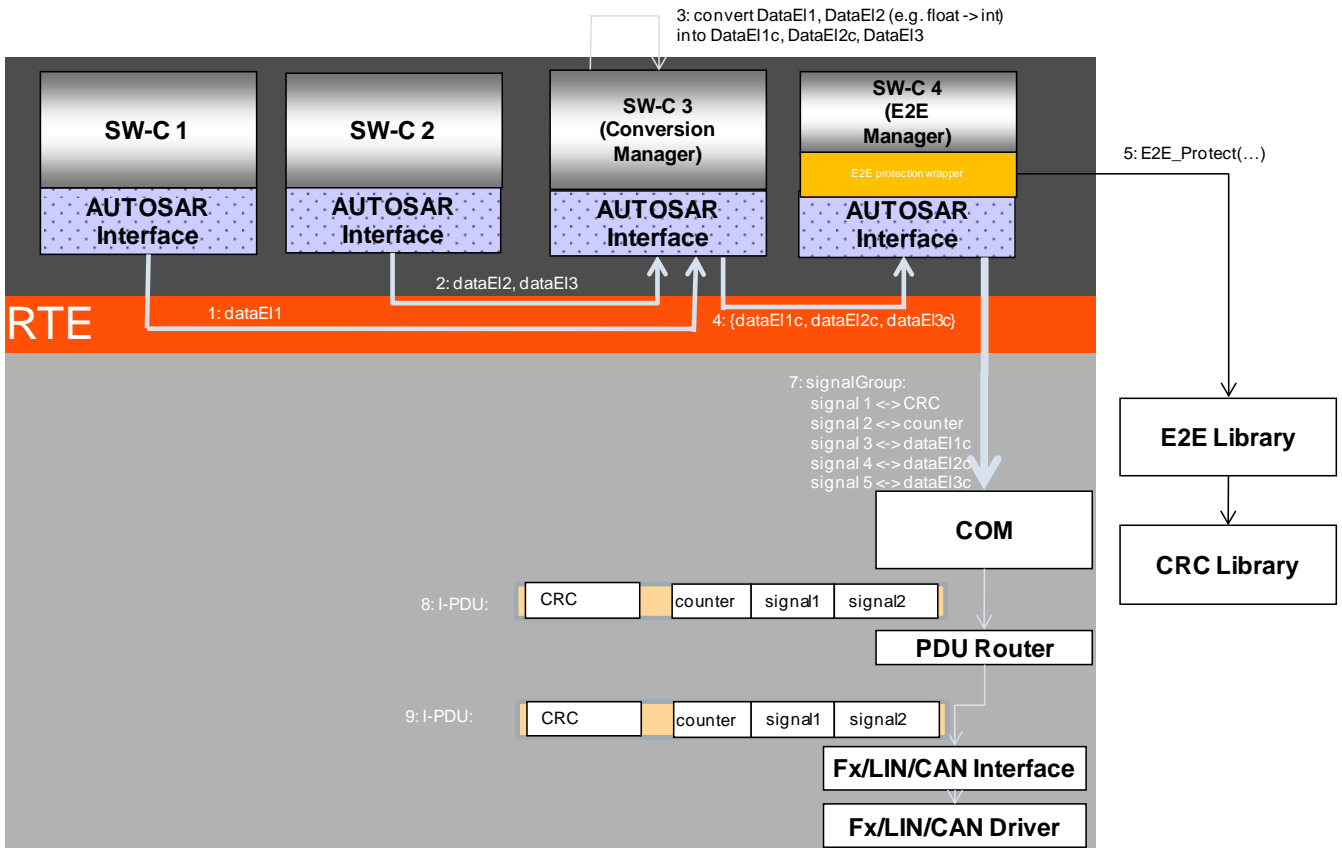 3: convert DataEl1, DataEl2 (e.g. float -> int)
into DataEl1c, DataEl2c, DataEl3
SW-C 1
AUTOSAR
Interface
SW-C 2
AUTOSAR
Interface
SW-C 3
(Conversion
Manager)
AUTOSAR
Interface
SW-C 4
(E2E
Manager)
E2E protection wrapper
AUTOSAR
Interface
5: E2E_Protect(…)
2: dataEl2, dataEl3
1: dataEl1
4: {dataEl1c, dataEl2c, dataEl3c}
RTE
7: signalGroup:
signal 1 <-> CRC
signal 2 <-> counter
signal 3 <-> dataEl1c
signal 4 <-> dataEl2c
signal 5 <-> dataEl3c
E2E Library
COM
CRC Library
8: I-PDU:
CRC
counter
signal1
signal2
PDU Router
9: I-PDU:
CRC
counter
signal1
signal2
Fx/LIN/CAN Interface
Fx/LIN/CAN Driver